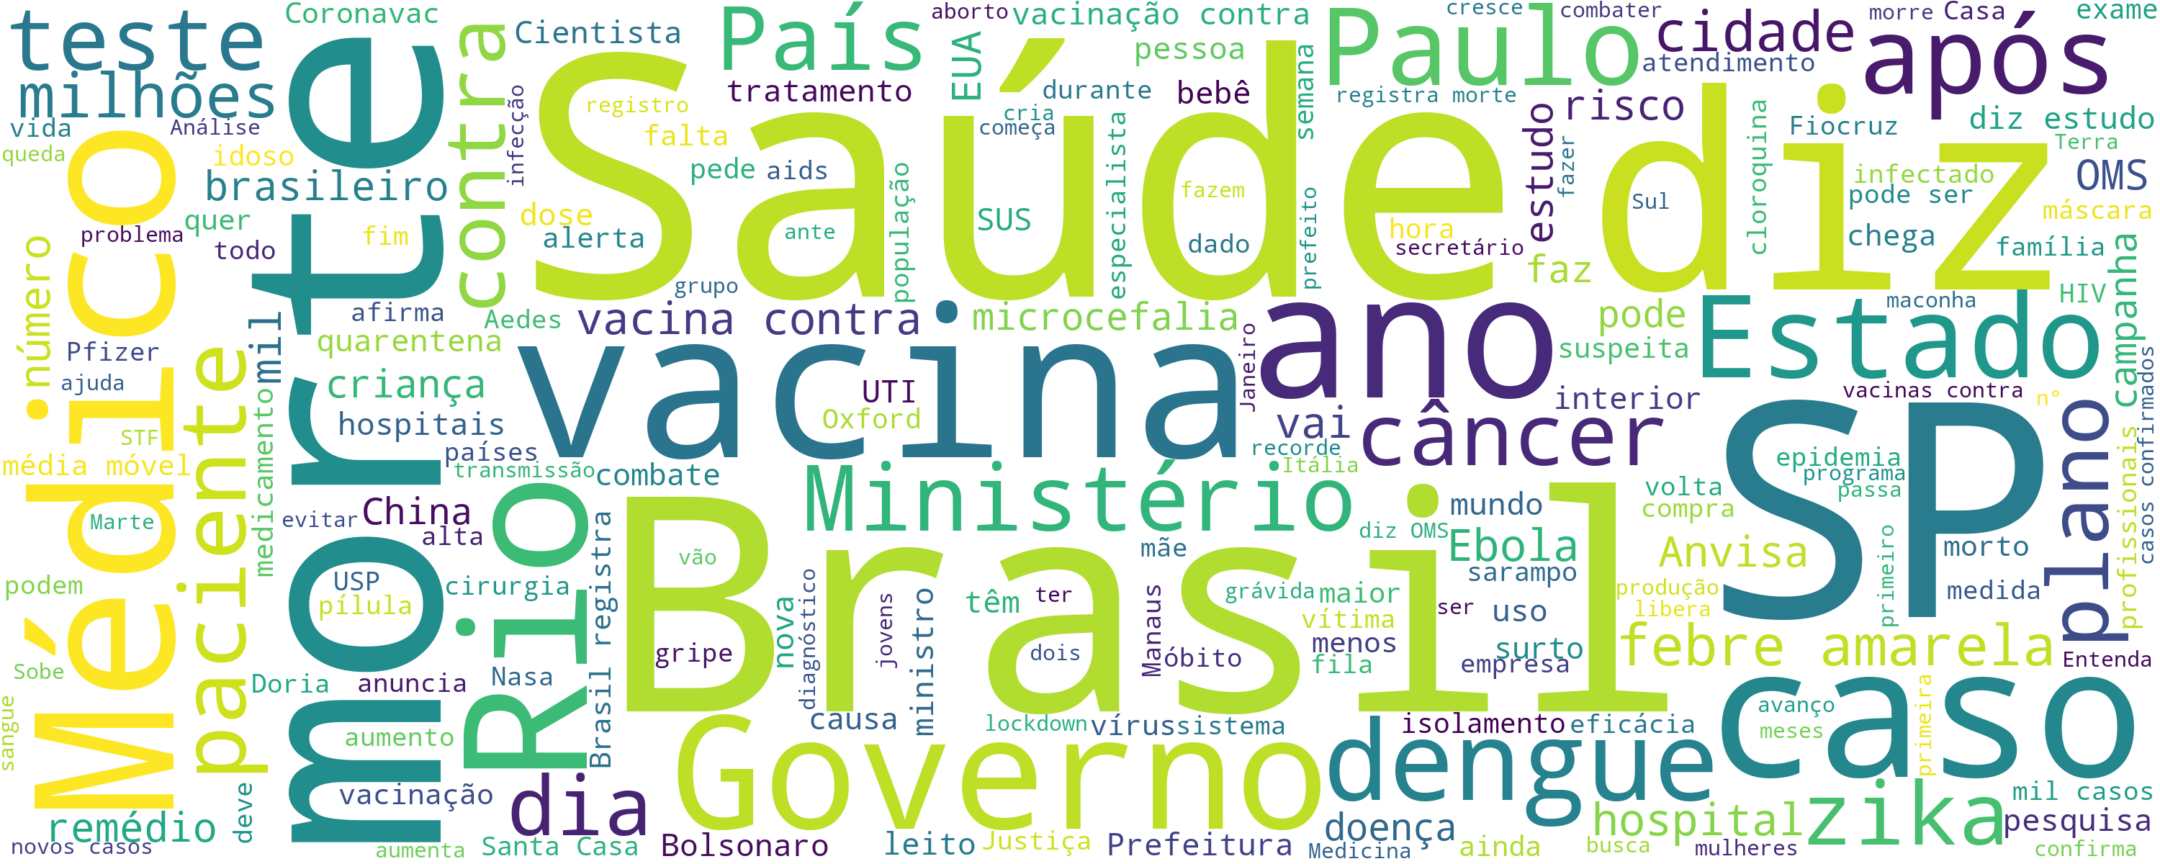 Saúde
diz
Brasil
SP
vacina
morte
Médico
Rio
Governo
caso
ano
Estado
após
Paulo
País
teste
milhões
contra
paciente
Ministério
câncer
dengue
zika
plano
dia
febre amarela
cidade
risco
estudo
brasileiro
vacina contra
microcefalia
criança
hospital
Ebola
Anvisa
remédio
doença
número
mil
China
vai
pode
OMS
campanha
Coronavac
Cientista
aborto
vacinação contra
cresce
combater
morre
Casa
exame
pessoa
atendimento
EUA
tratamento
durante
bebê
semana
registra morte
vida
Análise
queda
idoso
infecção
registro
falta
cria
começa
especialista
fazer
cloroquina
Fiocruz
diz estudo
Terra
infectado
pode ser
máscara
pede
aids
população
fazem
Sul
quer
problema
todo
fim
dose
alerta
ante
SUS
dado
prefeito
hora
secretário
faz
chega
família
grupo
HIV
maconha
afirma
Aedes
quarentena
Pfizer
ajuda
Janeiro
suspeita
hospitais
UTI
Oxford
interior
vacinas contra
n°
casos confirmados
STF
média móvel
medicamento
países
transmissão
combate
recorde
Itália
epidemia
programa
passa
volta
compra
profissionais
Marte
evitar
alta
mundo
diz OMS
mãe
vão
morto
primeiro
medida
podem
USP
pílula
cirurgia
Brasil registra
sarampo
produção
libera
nova
diagnóstico
jovens
ministro
têm
ter
grávida
maior
ser
uso
vítima
menos
fila
surto
empresa
Manaus
óbito
dois
gripe
Entenda
Sobe
Doria
anuncia
Nasa
sangue
aumento
causa
lockdown
vírus
sistema
isolamento
eficácia
avanço
meses
primeira
vacinação
deve
mil casos
pesquisa
novos casos
aumenta
Santa Casa
Bolsonaro
leito
Justiça
Prefeitura
Medicina
ainda
busca
mulheres
confirma